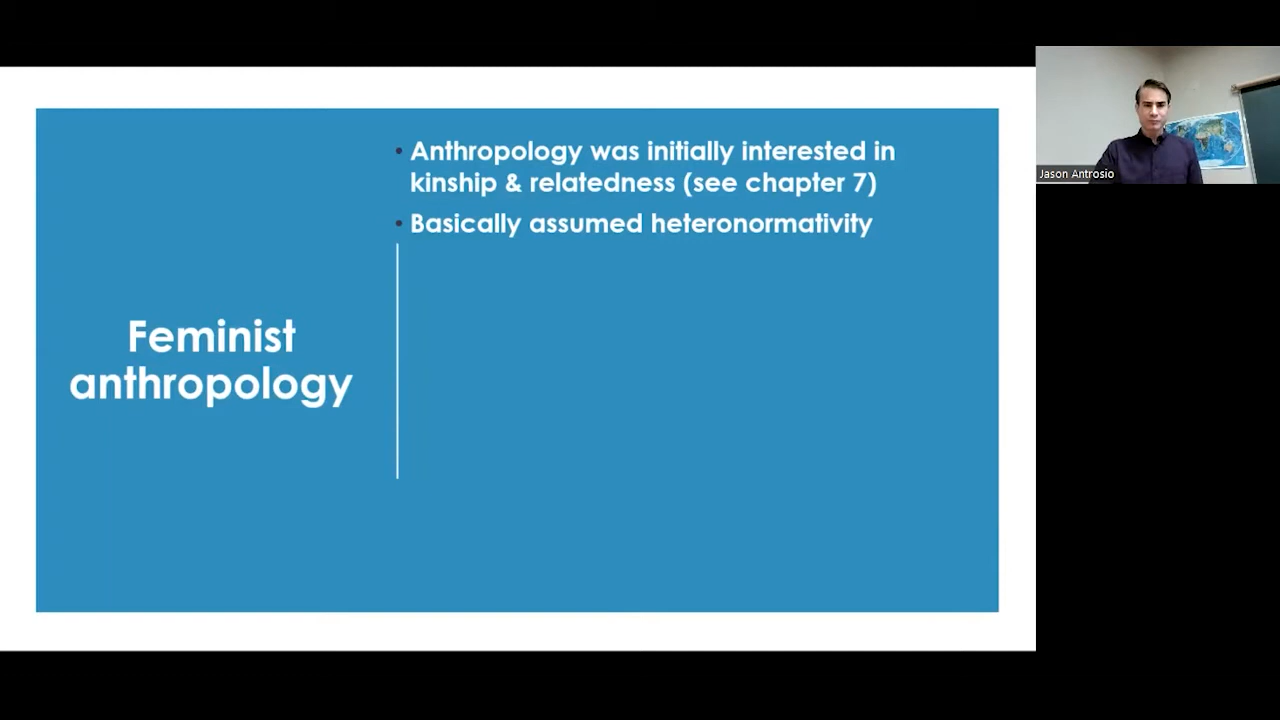 Feminist
anthropology
• Anthropology was initially interested in
kinship & relatedness (see chapter 7)
• Basically assumed heteronormativity
Jason Antrosio